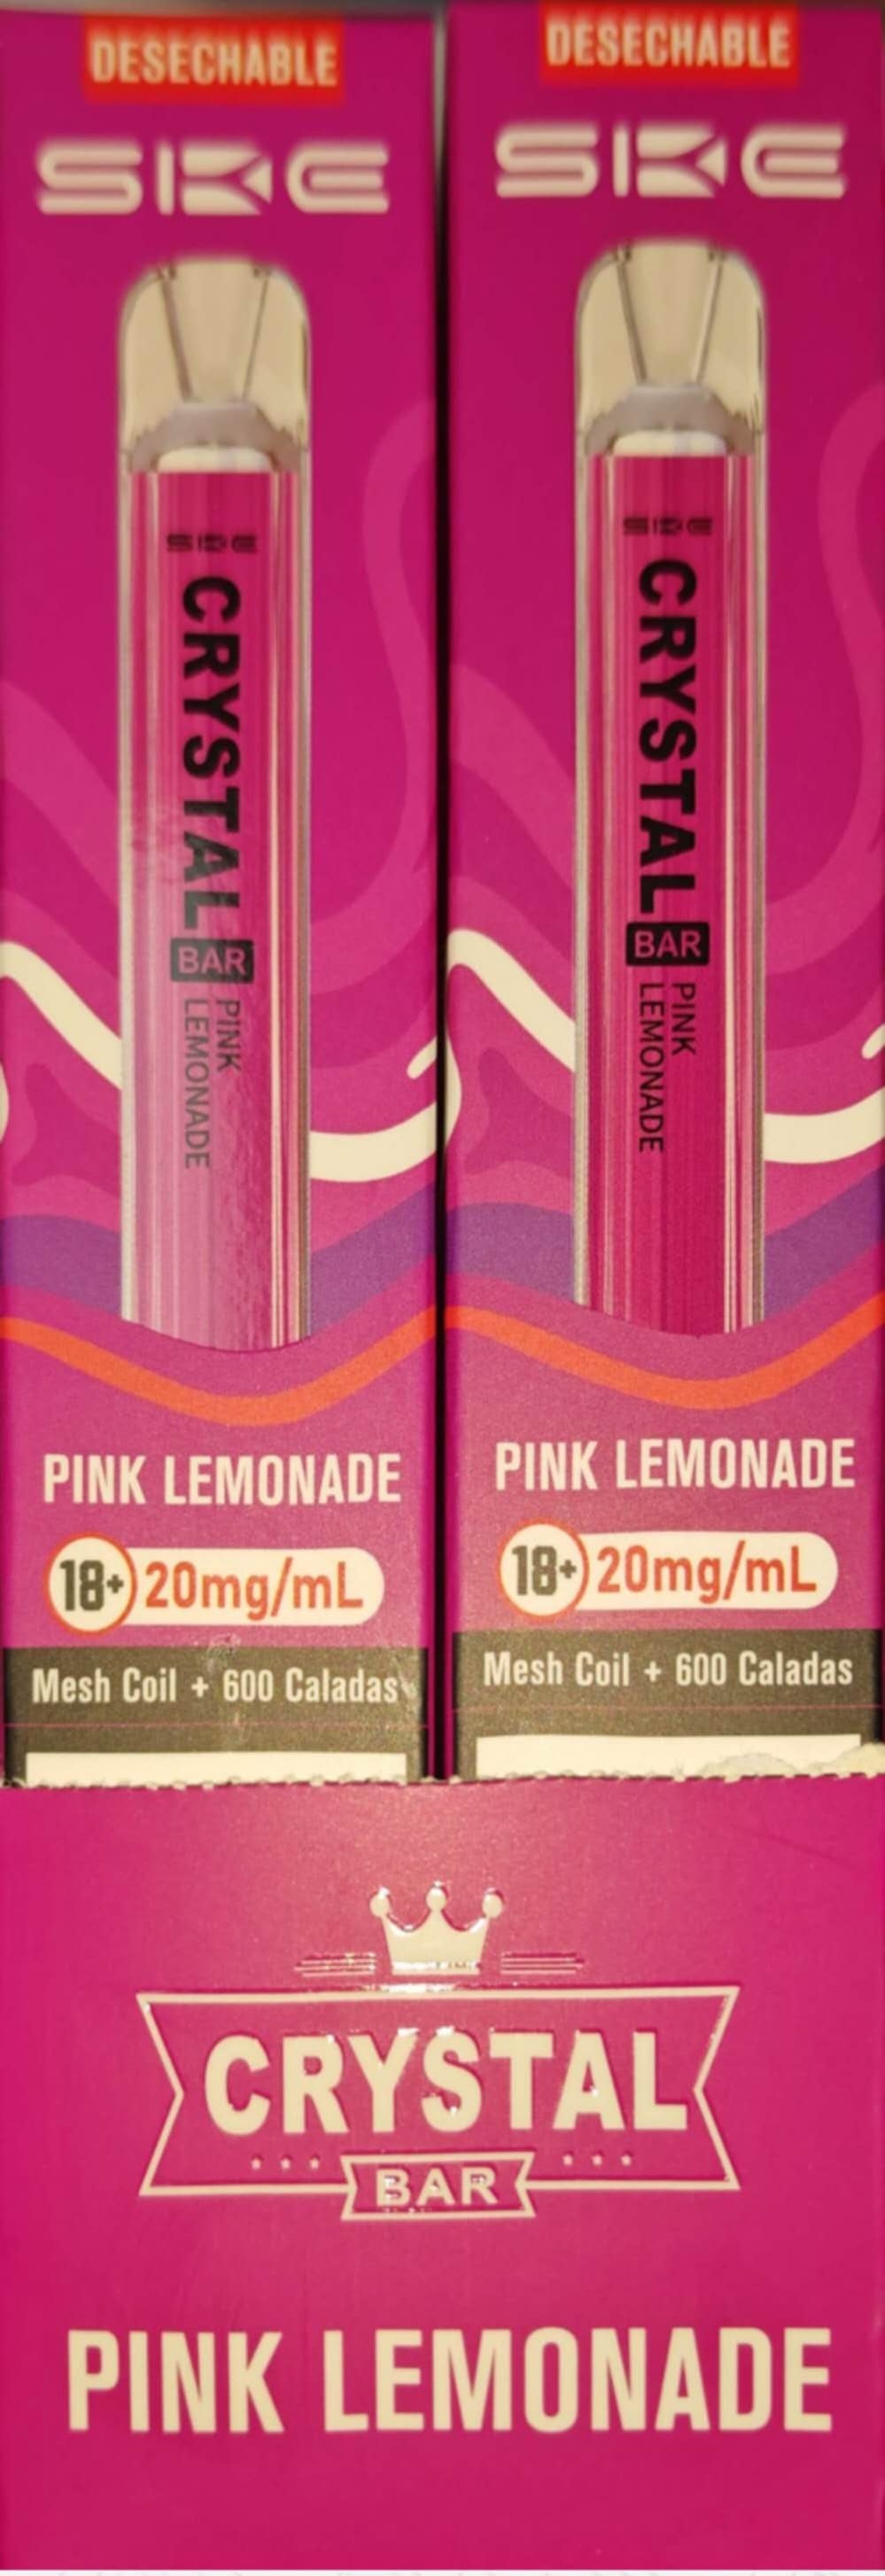 DESECHABLE
SKE
SKE
CRYSTAL
BAR
PINK
LEMONADE
PINK LEMONADE
18+ 20mg/mL
Mesh Coil + 600 Caladas
DESECHABLE
SKE
SKE
CRYSTAL
BAR
PINK
LEMONADE
PINK LEMONADE
18+ 20mg/mL
Mesh Coil + 600 Caladas
CRYSTAL
BAR
PINK LEMONADE